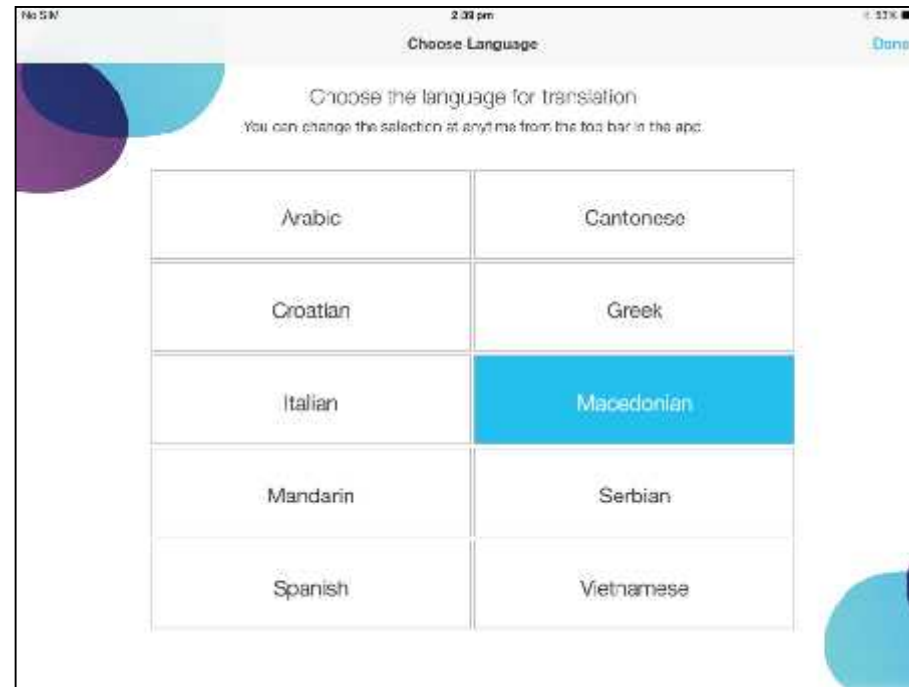 No SIM
2:39 pm
53%
Choose Language
Done
Choose the language for translation
You can change the selection at anytime from the top bar in the app
Arabic
Cantonese
Croatian
Greek
Italian
Macedonian
Mandarin
Serbian
Spanish
Vietnamese